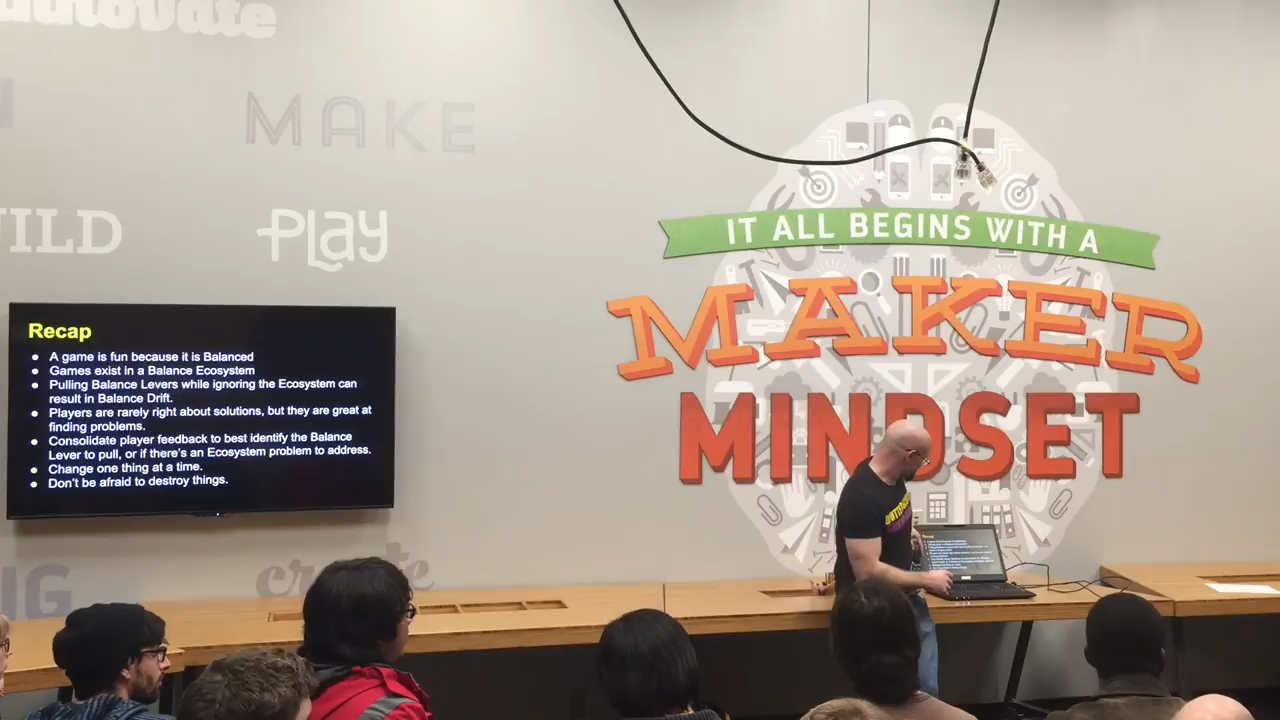 MAKE
PLAY
IT ALL BEGINS WITH A
MAKER
MINDSET
Recap
● A game is fun because it is Balanced
● Games exist in a Balance Ecosystem
● Pulling Balance Levers while ignoring the Ecosystem can
result in Balance Drift.
● Players are rarely right about solutions, but they are great at
finding problems.
● Consolidate player feedback to best identify the Balance
Lever to pull, or if there's an Ecosystem problem to address.
● Change one thing at a time.
● Don't be afraid to destroy things.
create
Recap